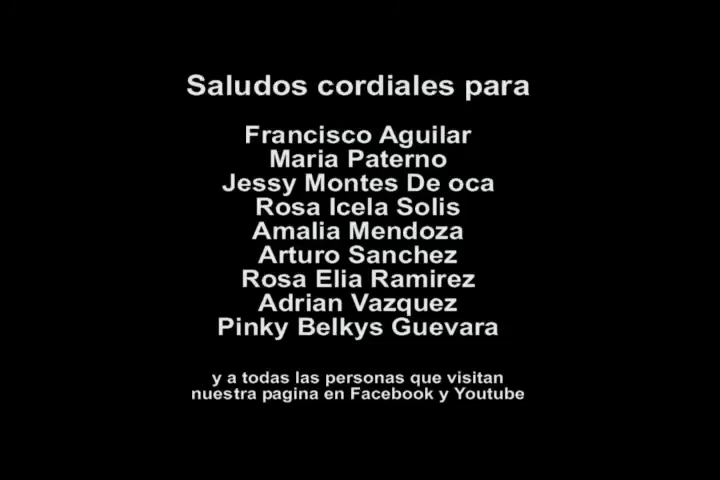 Saludos cordiales para
Francisco Aguilar
Maria Paterno
Jessy Montes De oca
Rosa Icela Solis
Amalia Mendoza
Arturo Sanchez
Rosa Elia Ramirez
Adrian Vazquez
Pinky Belkys Guevara
y a todas las personas que visitan
nuestra pagina en Facebook y Youtube